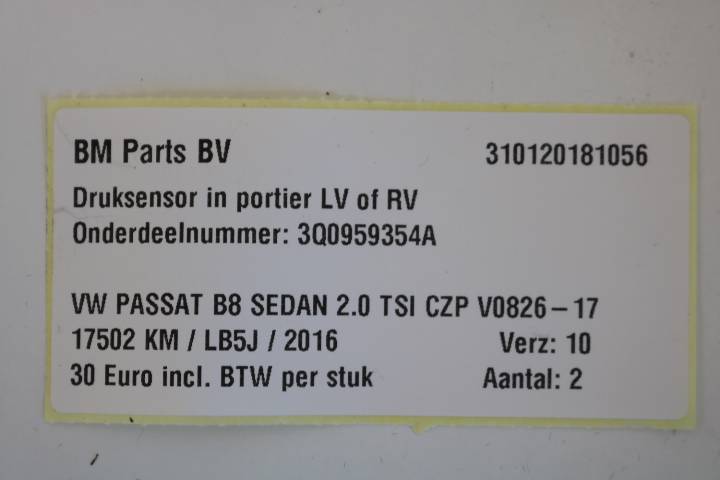 BM Parts BV 310120181056
Druksensor in portier LV of RV
Onderdeelnummer: 3Q0959354A
VW PASSAT B8 SEDAN 2.0 TSI CZP V0826-17
17502 KM / LB5J / 2016 Verz: 10
30 Euro incl. BTW per stuk Aantal: 2